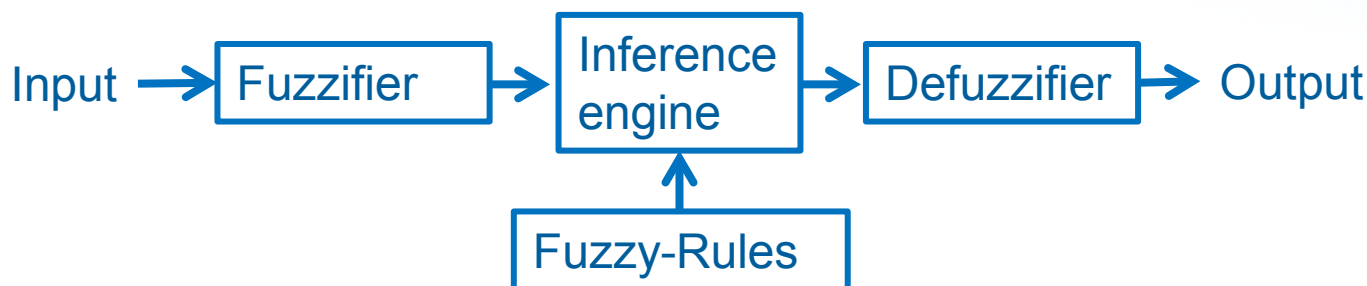 Input
Fuzzifier
Inference
engine
Defuzzifier
Output
Fuzzy-Rules